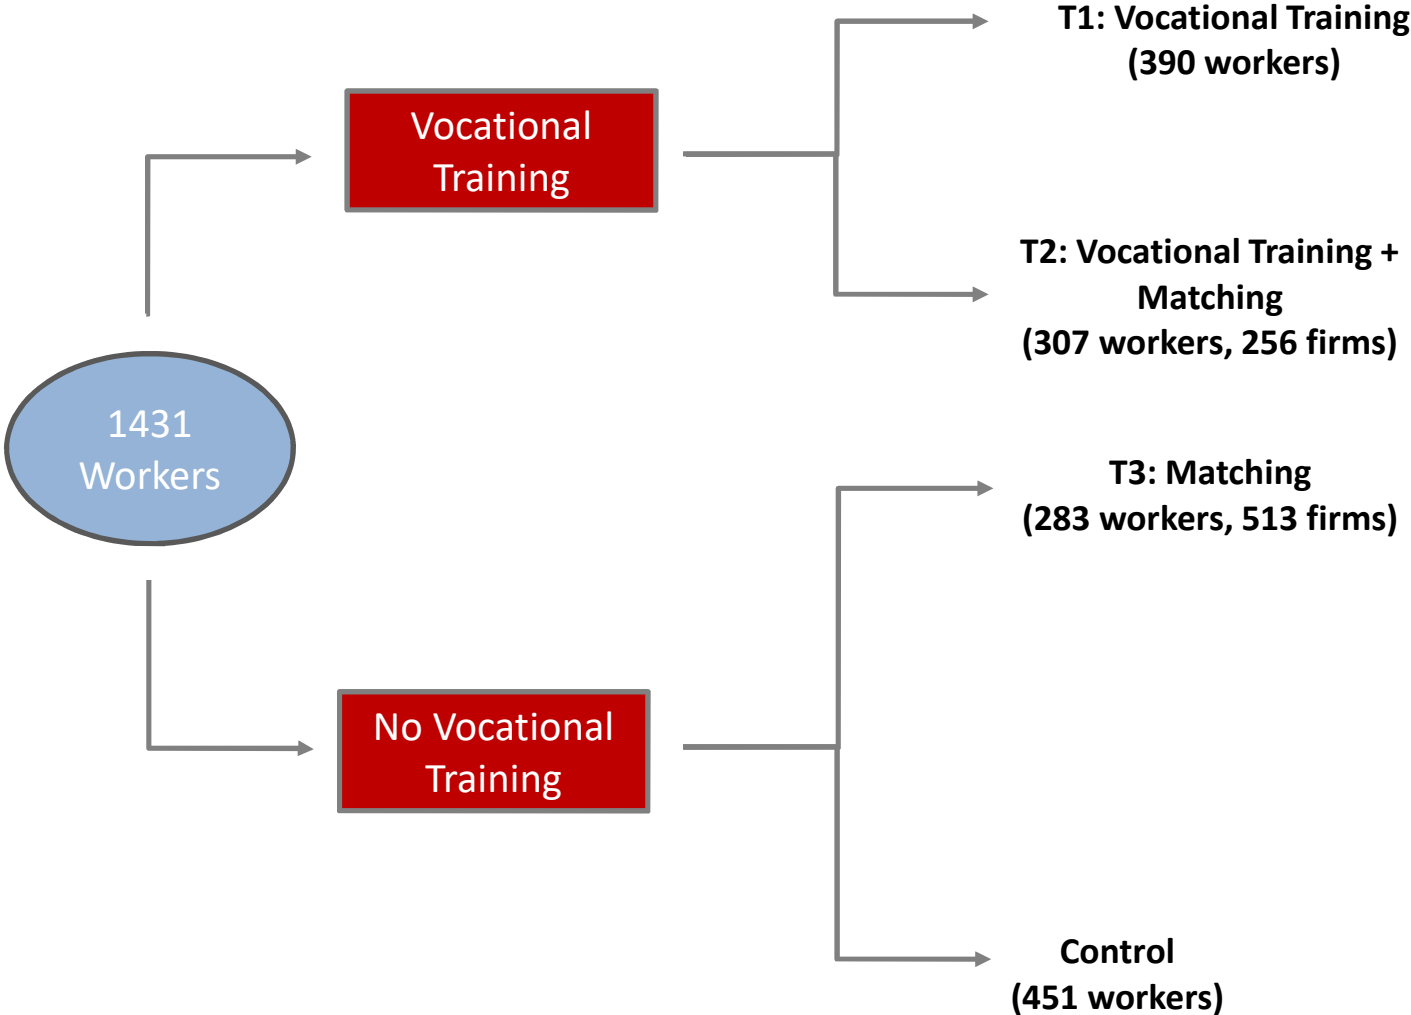 T1: Vocational Training
(390 workers)
Vocational
Training
T2: Vocational Training +
Matching
(307 workers, 256 firms)
1431
Workers
T3: Matching
(283 workers, 513 firms)
No Vocational
Training
Control
(451 workers)